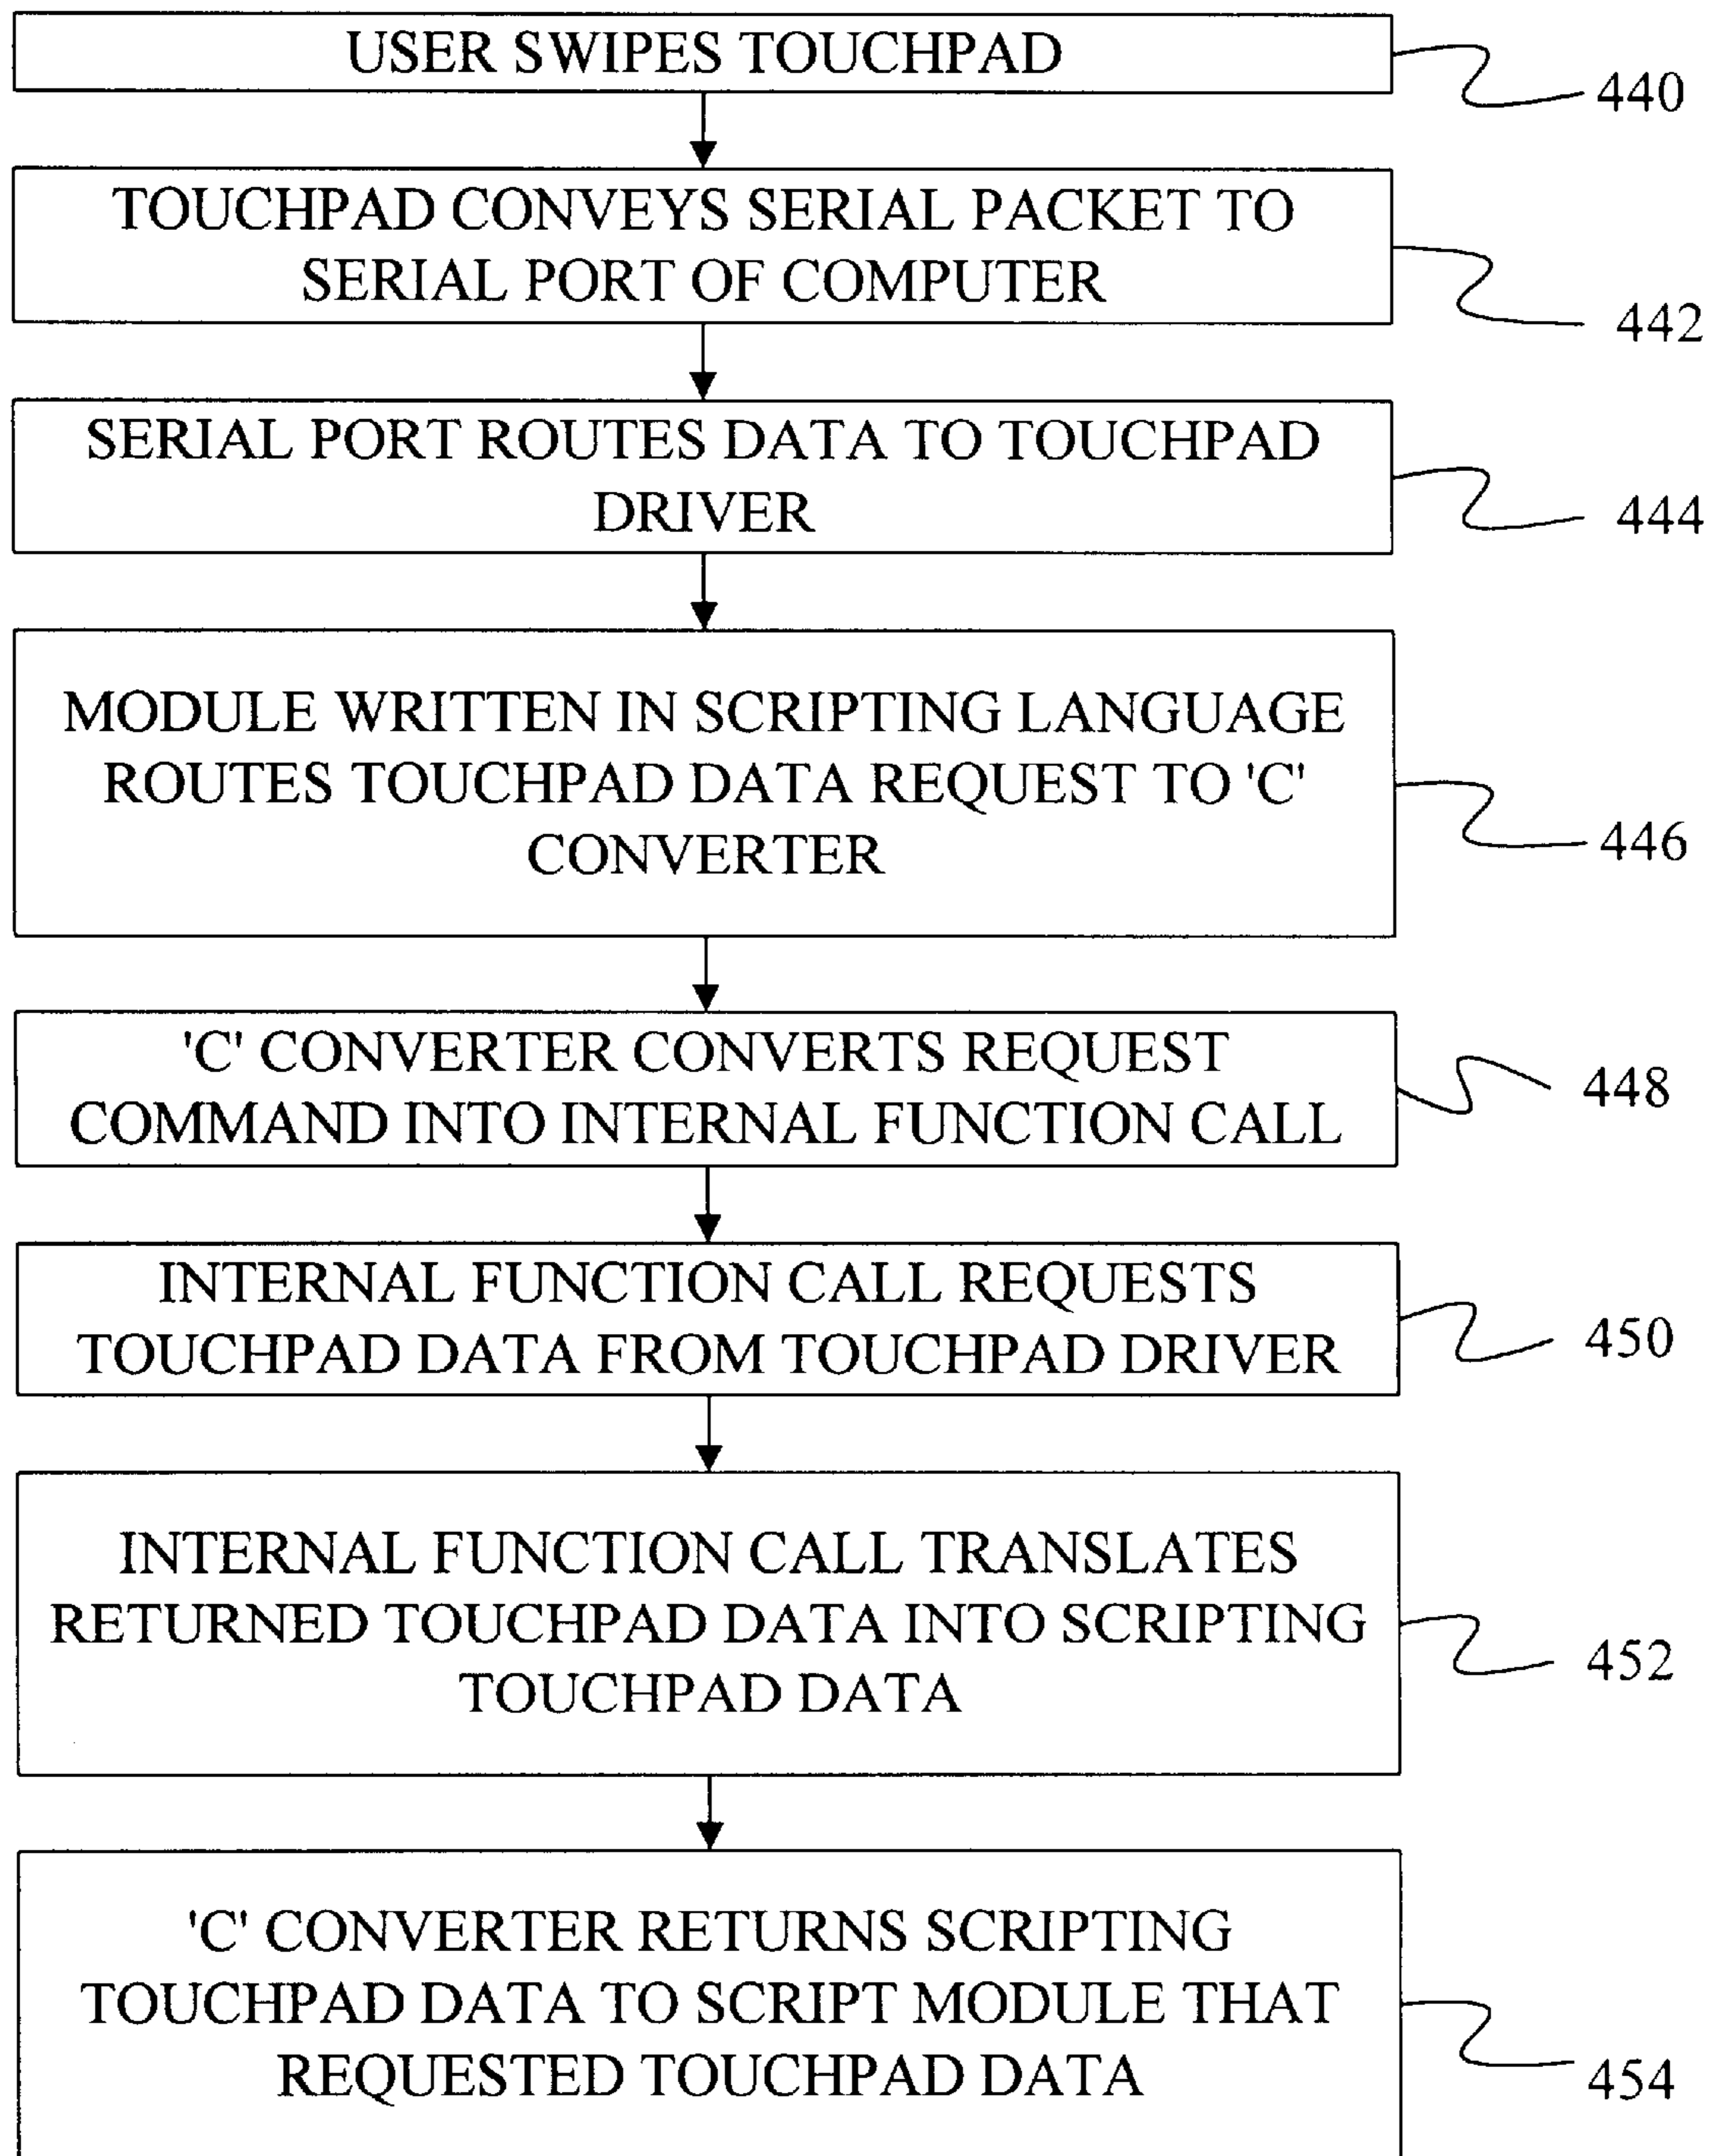 USER SWIPES TOUCHPAD
440
TOUCHPAD CONVEYS SERIAL PACKET TO
SERIAL PORT OF COMPUTER
442
SERIAL PORT ROUTES DATA TO TOUCHPAD
DRIVER
444
MODULE WRITTEN IN SCRIPTING LANGUAGE
ROUTES TOUCHPAD DATA REQUEST TO 'C'
CONVERTER
446
'C' CONVERTER CONVERTS REQUEST
COMMAND INTO INTERNAL FUNCTION CALL
448
INTERNAL FUNCTION CALL REQUESTS
TOUCHPAD DATA FROM TOUCHPAD DRIVER
450
INTERNAL FUNCTION CALL TRANSLATES
RETURNED TOUCHPAD DATA INTO SCRIPTING
TOUCHPAD DATA
452
'C' CONVERTER RETURNS SCRIPTING
TOUCHPAD DATA TO SCRIPT MODULE THAT
REQUESTED TOUCHPAD DATA
454